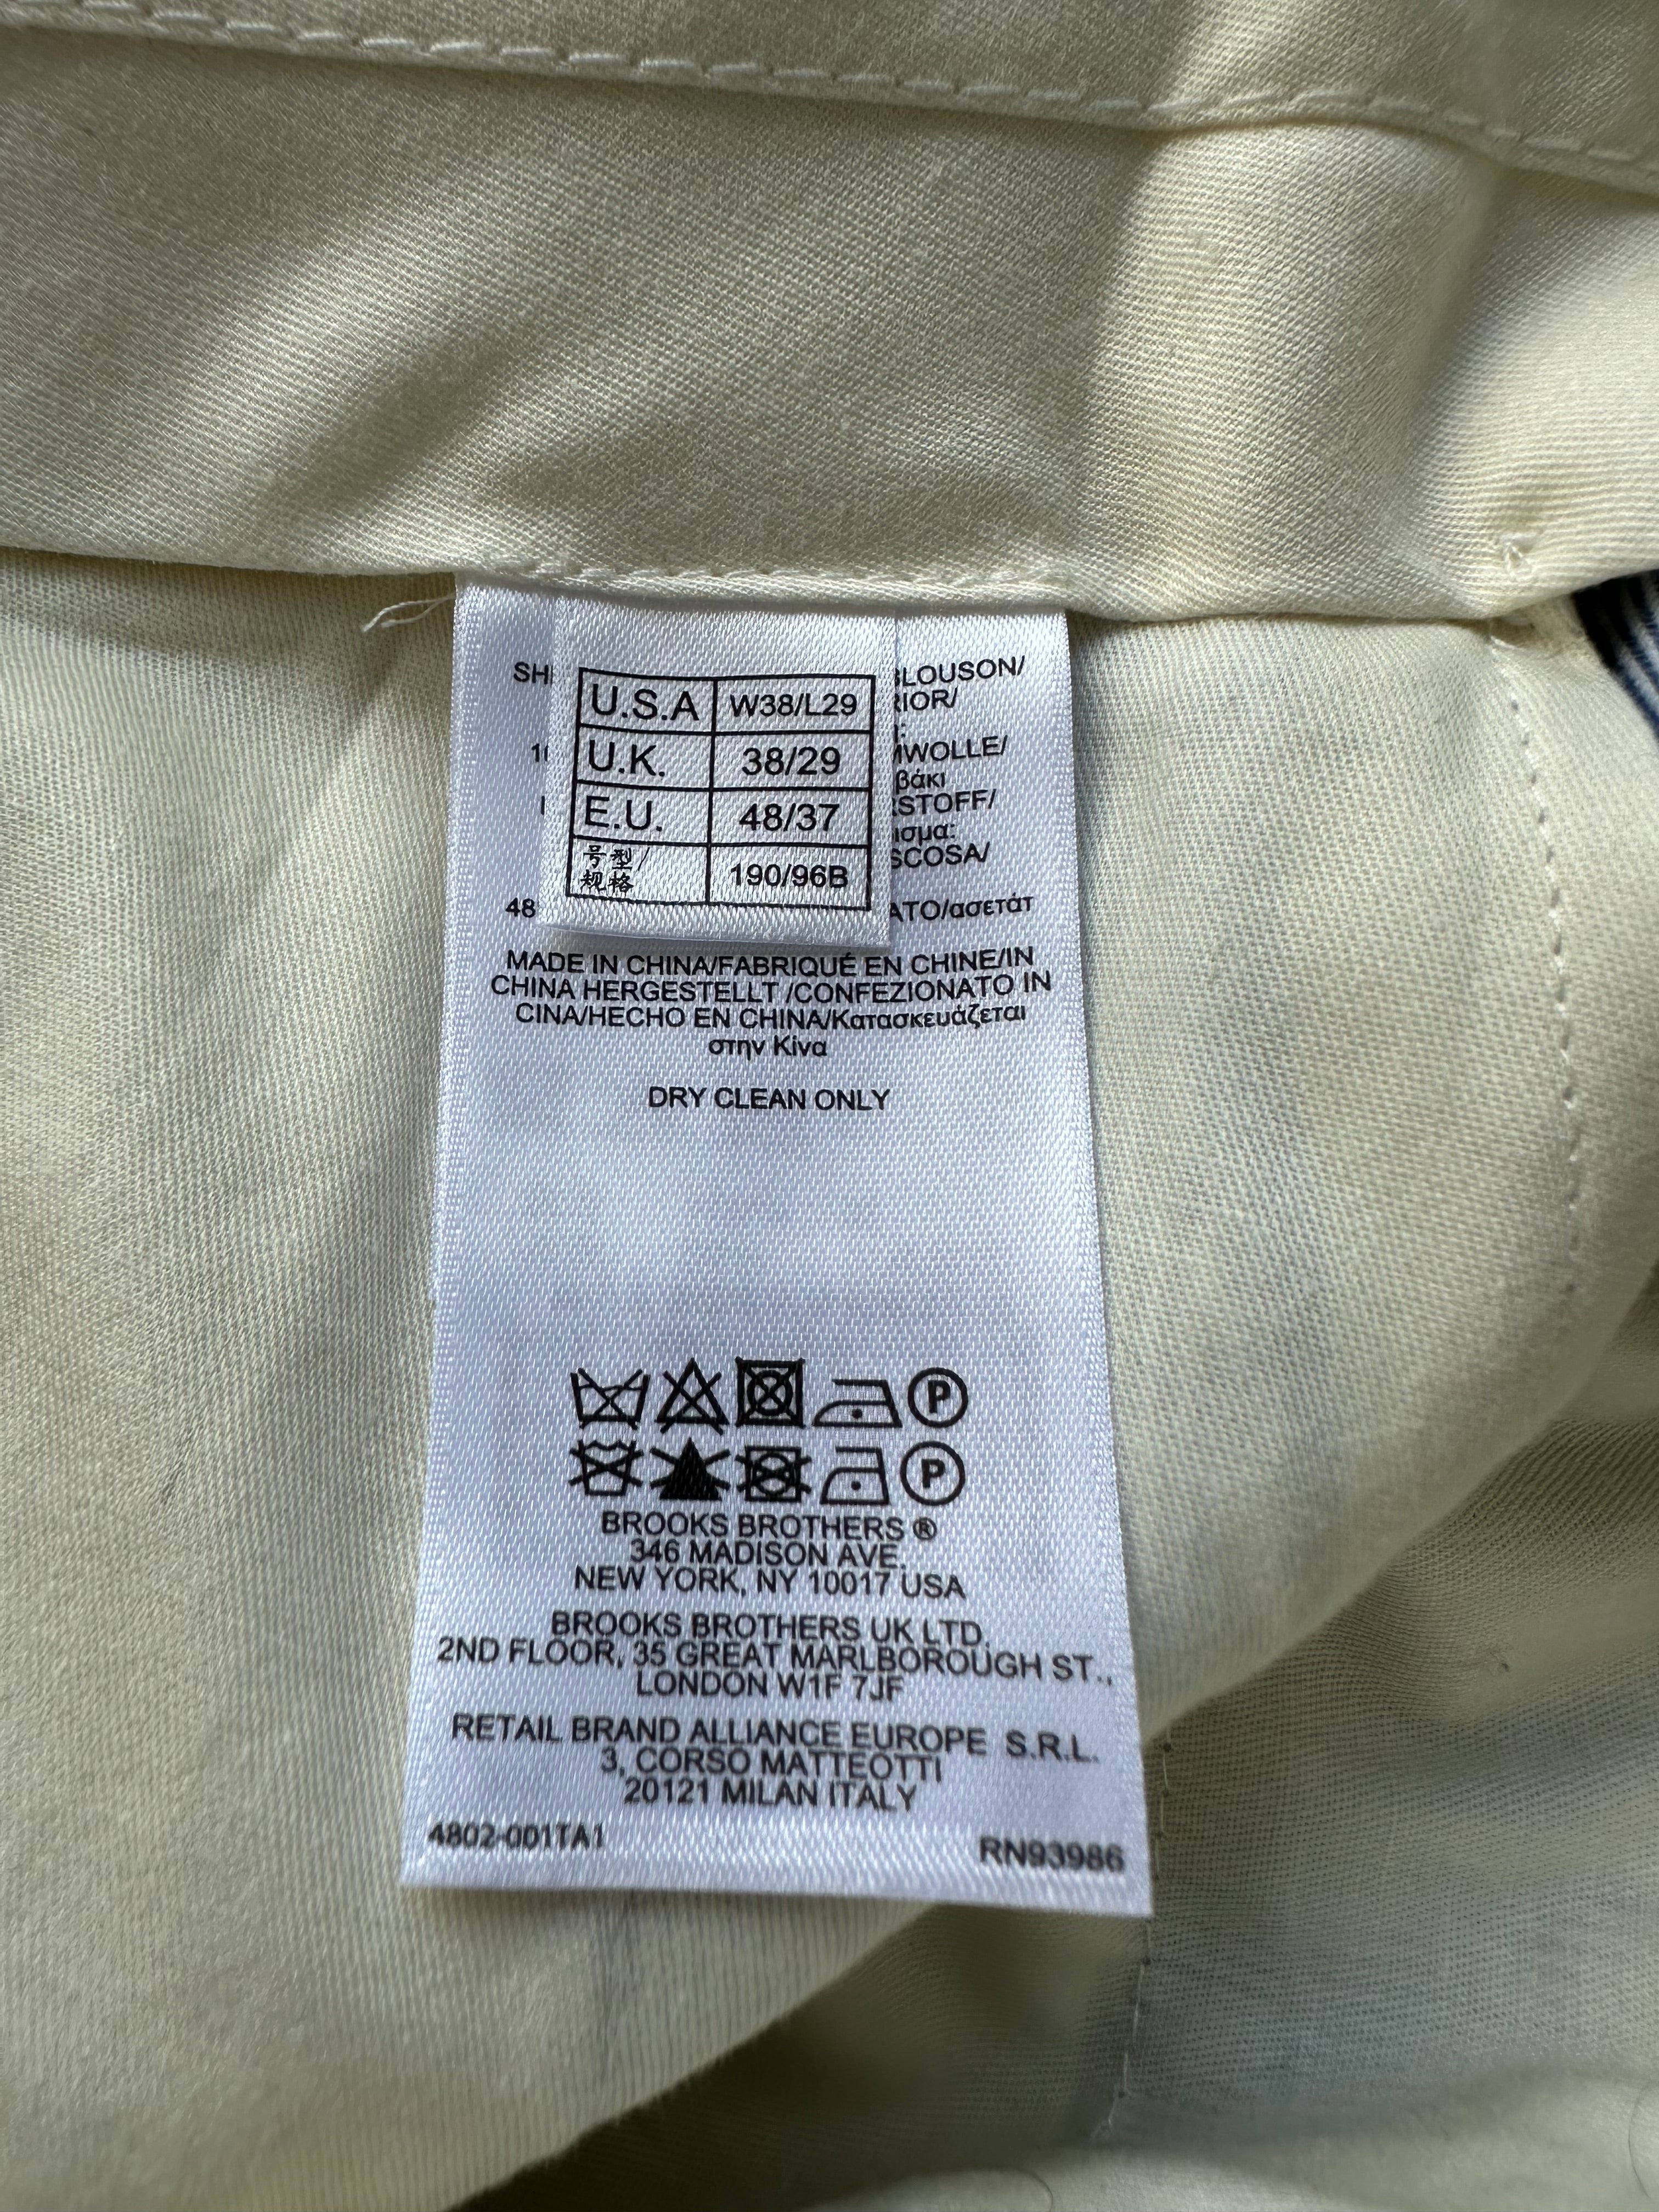 U.S.A W38/L29
U.K. 38/29
E.U. 48/37
号型/ 190/96B
规格
SH BLOUSON/
RIOR/
MWOLLE/
βάκι
STOFF/
ισμα:
SCOSA/
48 ATO/ασετάτ
MADE IN CHINA/FABRIQUÉ EN CHINE/IN
CHINA HERGESTELLT /CONFEZIONATO IN
CINA/HECHO EN CHINA/Κατασκευάζεται
στην Κίνα
DRY CLEAN ONLY
P
P
BROOKS BROTHERS ®
346 MADISON AVE.
NEW YORK, NY 10017 USA
BROOKS BROTHERS UK LTD.
2ND FLOOR, 35 GREAT MARLBOROUGH ST.,
LONDON W1F 7JF
RETAIL BRAND ALLIANCE EUROPE S.R.L.
3, CORSO MATTEOTTI
20121 MILAN ITALY
4802-001TA1 RN93986